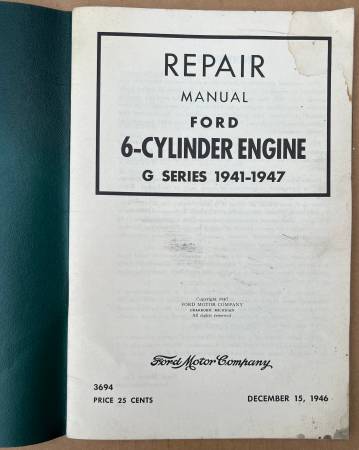 REPAIR
MANUAL
FORD
6-CYLINDER ENGINE
G SERIES 1941-1947
Copyright 1947
FORD MOTOR COMPANY
DEARBORN MICHIGAN
All rights reserved
Ford Motor Company
3694
PRICE 25 CENTS
DECEMBER 15, 1946